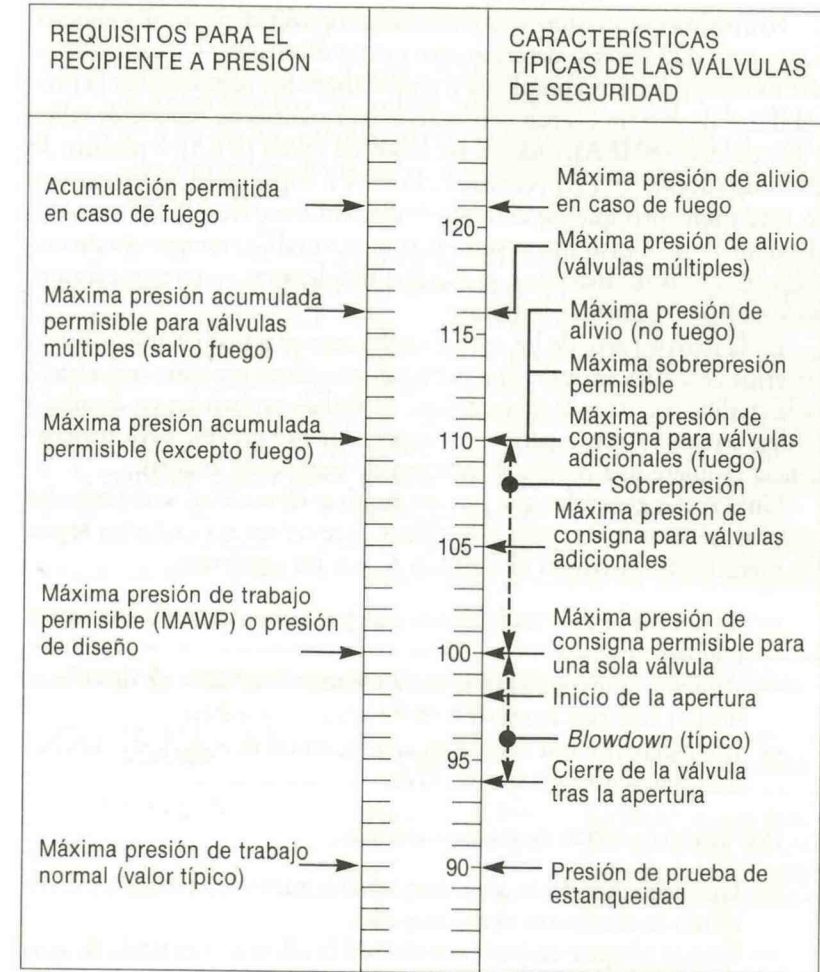 REQUISITOS PARA EL
RECIPIENTE A PRESIÓN
CARACTERÍSTICAS
TÍPICAS DE LAS VÁLVULAS
DE SEGURIDAD
Acumulación permitida
en caso de fuego
120
Máxima presión de alivio
en caso de fuego
Máxima presión de alivio
(válvulas múltiples)
Máxima presión acumulada
permisible para válvulas
múltiples (salvo fuego)
115
Máxima presión de
alivio (no fuego)
Máxima sobrepresión
permisible
Máxima presión acumulada
permisible (excepto fuego)
110
Máxima presión de
consigna para válvulas
adicionales (fuego)
Sobrepresión
105
Máxima presión de
consigna para válvulas
adicionales
Máxima presión de trabajo
permisible (MAWP) o presión
de diseño
100
Máxima presión de
consigna permisible para
una sola válvula
Inicio de la apertura
Blowdown (típico)
95
Cierre de la válvula
tras la apertura
Máxima presión de trabajo
normal (valor típico)
90
Presión de prueba de
estanqueidad